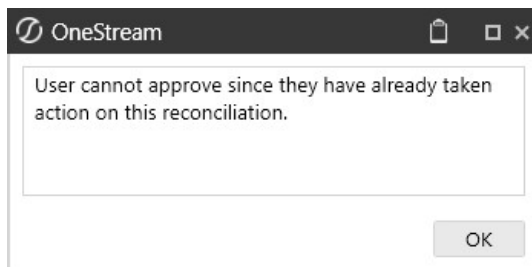 OneStream
User cannot approve since they have already taken
action on this reconciliation.
OK